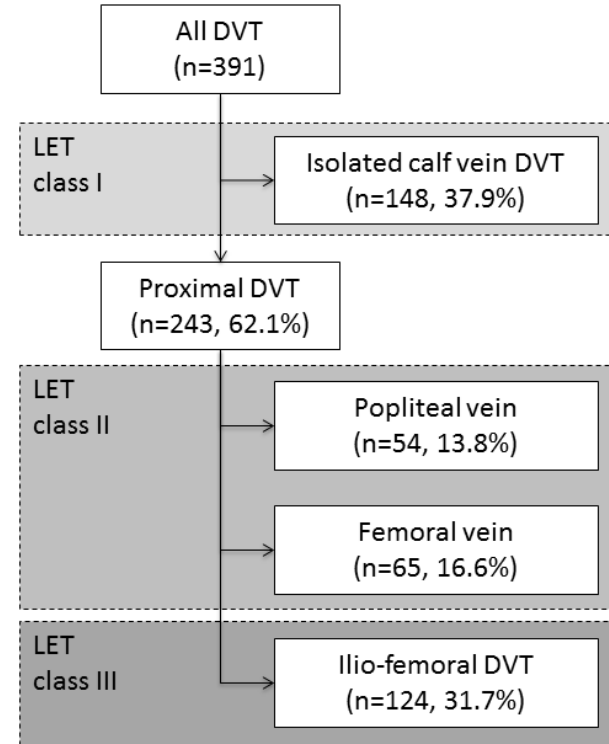 All DVT
(n=391)
LET
class I
Isolated calf vein DVT
(n=148, 37.9%)
Proximal DVT
(n=243, 62.1%)
LET
class II
Popliteal vein
(n=54, 13.8%)
Femoral vein
(n=65, 16.6%)
LET
class III
Ilio-femoral DVT
(n=124, 31.7%)